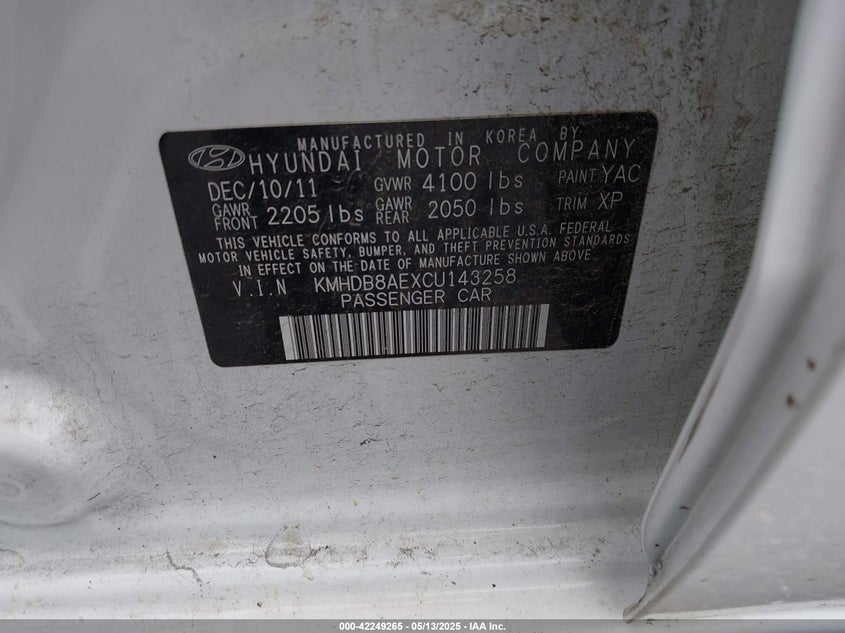 MANUFACTURED IN KOREA BY
HYUNDAI MOTOR COMPANY
DEC/10/11 GVWR 4100 lbs PAINT YAC
GAWR FRONT 2205 lbs GAWR REAR 2050 lbs TRIM XP
THIS VEHICLE CONFORMS TO ALL APPLICABLE U.S.A. FEDERAL
MOTOR VEHICLE SAFETY, BUMPER, AND THEFT PREVENTION STANDARDS
IN EFFECT ON THE DATE OF MANUFACTURE SHOWN ABOVE.
V.I.N KMHDB8AEXCU143258
PASSENGER CAR
000-42249265 - 05/13/2025 - IAA Inc.